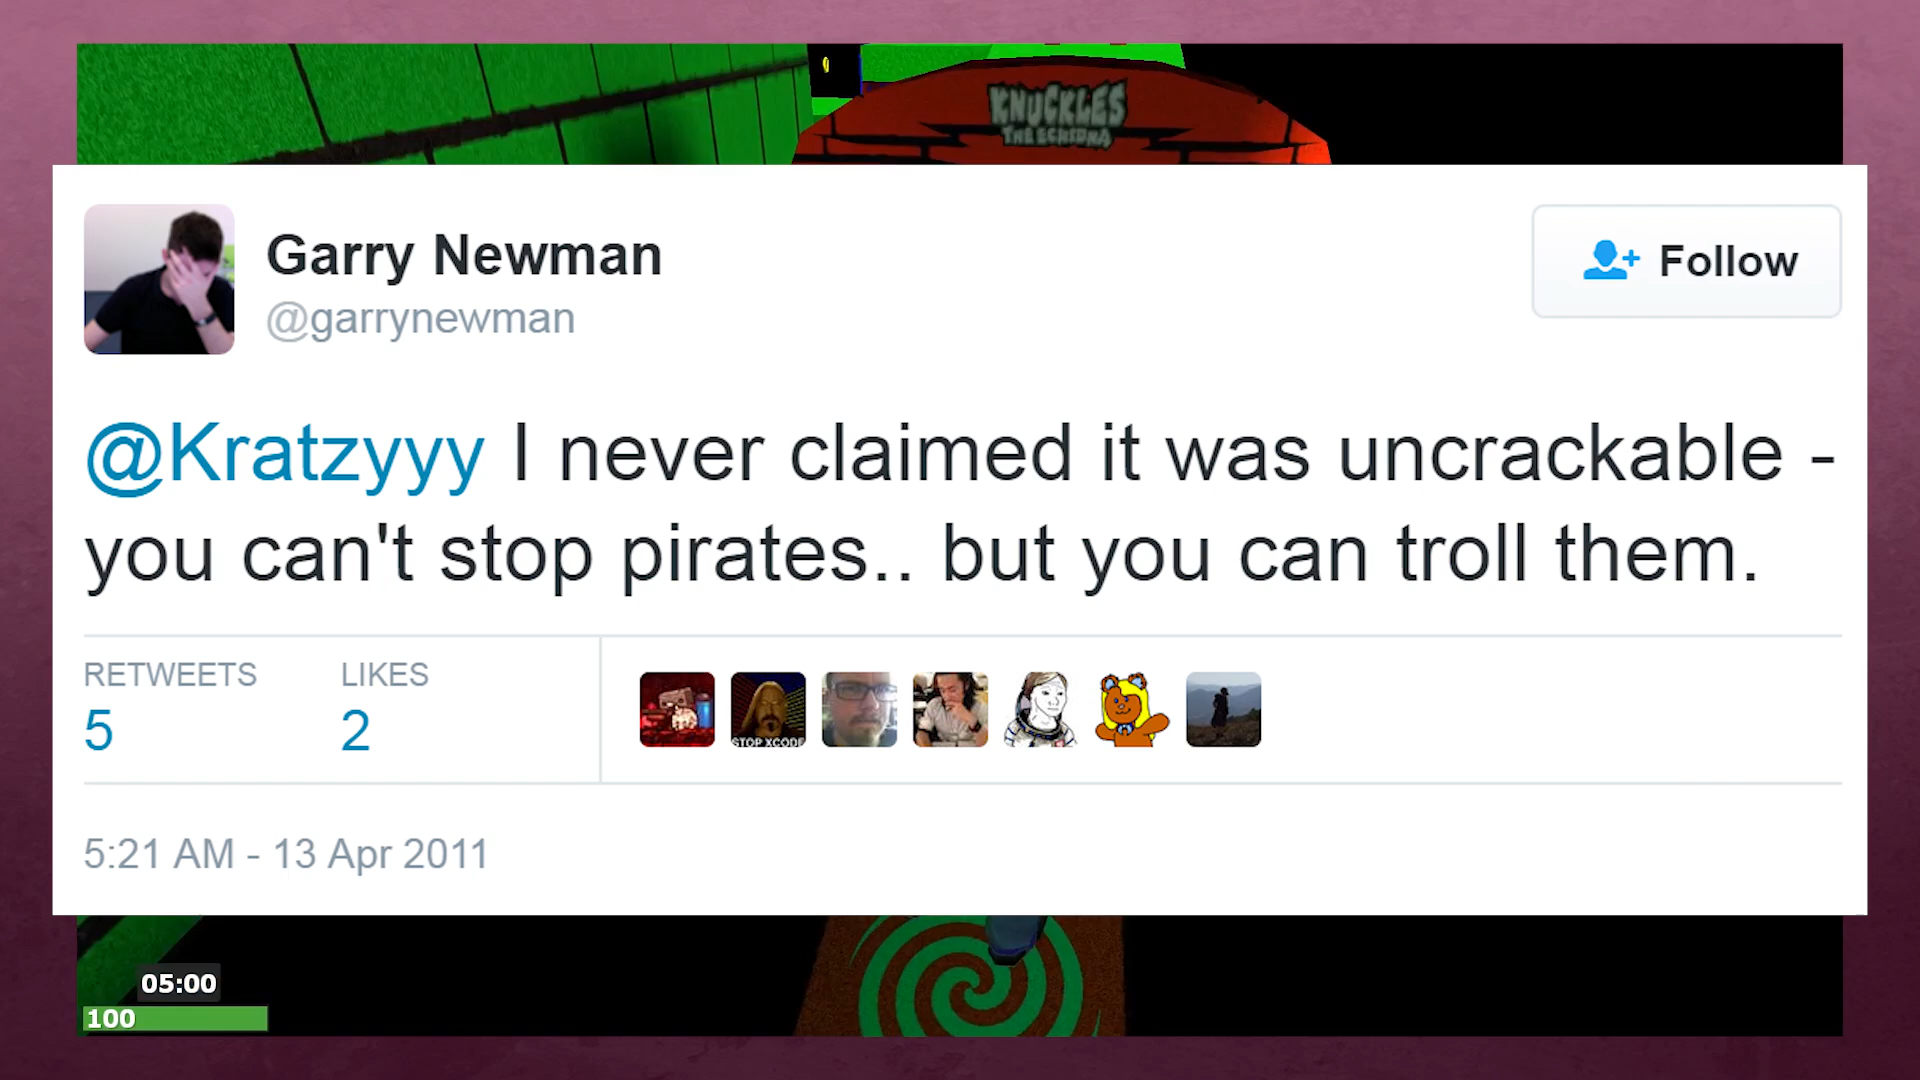 KNUCKLES
THE ECHIDNA
Garry Newman
@garrynewman
Follow
@Kratzyyy I never claimed it was uncrackable -
you can't stop pirates.. but you can troll them.
RETWEETS LIKES
5 2
STOP XCODE
5:21 AM - 13 Apr 2011
05:00
100